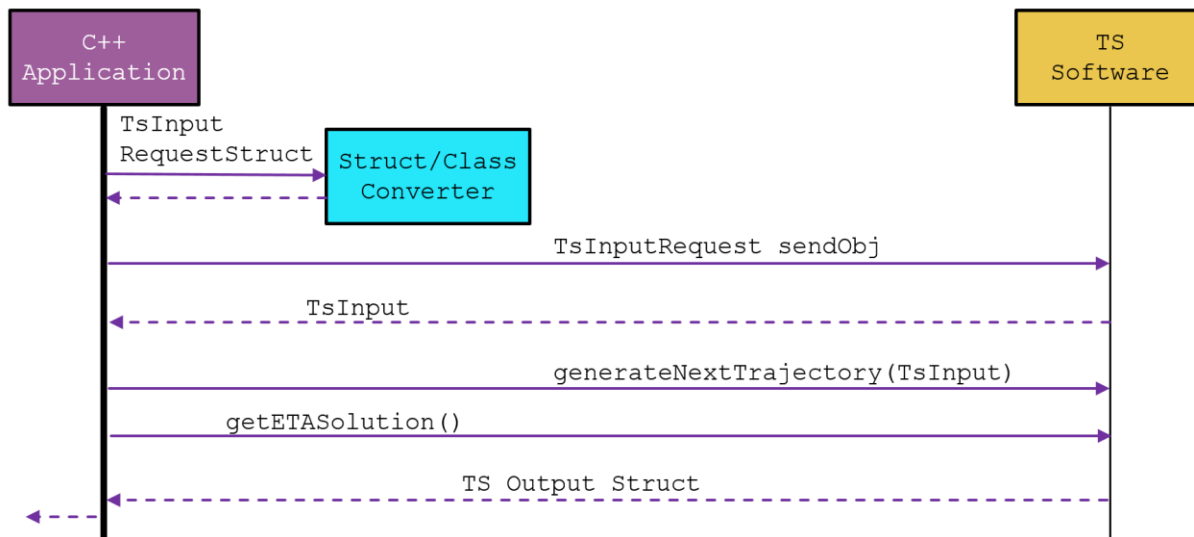 C++
Application
TS
Software
TsInput
RequestStruct
Struct/Class
Converter
TsInputRequest sendObj
TsInput
generateNextTrajectory(TsInput)
getETASolution()
TS Output Struct